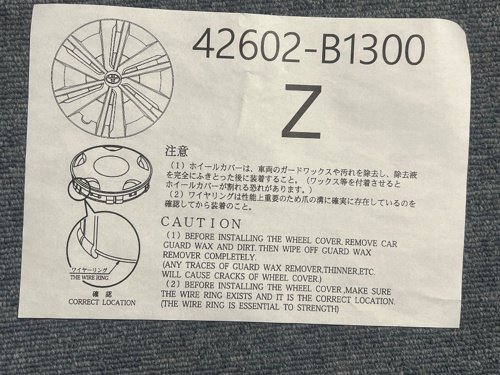 42602-B1300
Z
注意
(1)ホイールカバーは、車両のガードワックスや汚れを除去し、除去液
を完全にふきとった後に装着すること。(ワックス等を付着させると
ホイールカバーが割れる恐れがあります。)
(2)ワイヤリングは性能上重要のため爪の溝に確実に存在しているのを
確認してから装着のこと。
CAUTION
(1) BEFORE INSTALLING THE WHEEL COVER, REMOVE CAR
GUARD WAX AND DIRT. THEN WIPE OFF GUARD WAX
REMOVER COMPLETELY.
(ANY TRACES OF GUARD WAX REMOVER,THINNER,ETC.
WILL CAUSE CRACKS OF WHEEL COVER.)
(2) BEFORE INSTALLING THE WHEEL COVER ,MAKE SURE
THE WIRE RING EXISTS AND IT IS THE CORRECT LOCATION.
(THE WIRE RING IS ESSENTIAL TO STRENGTH)
ワイヤーリング
THE WIRE RING
確認
CORRECT LOCATION